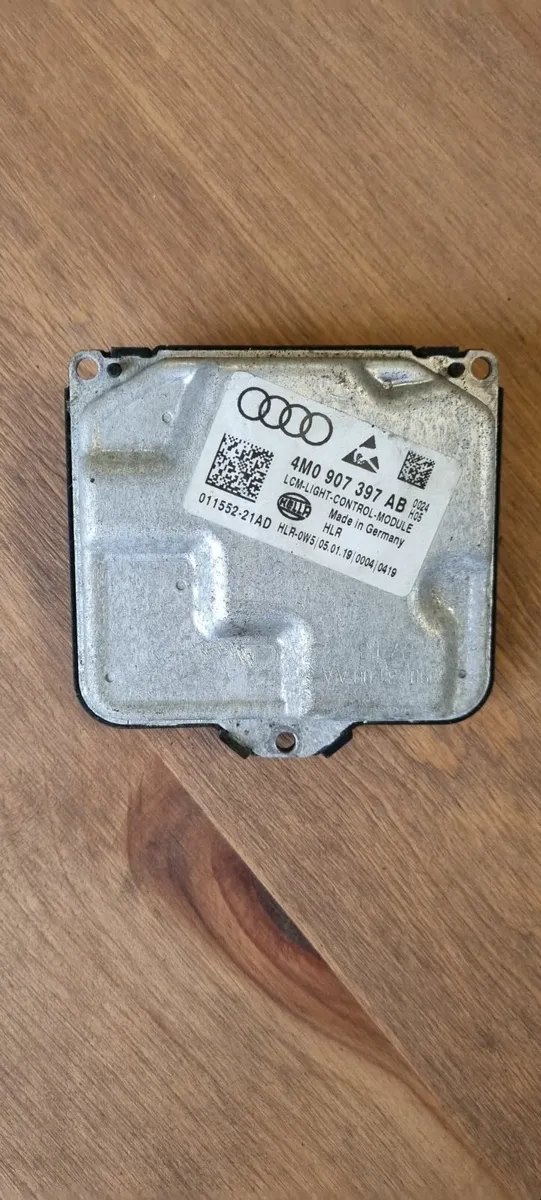 4M0 907 397 AB
0024
H05
LCM-LIGHT-CONTROL-MODULE
HELLA
Made in Germany
HLR
011552-21AD
HLR-0W5|05.01.19|0004|0419